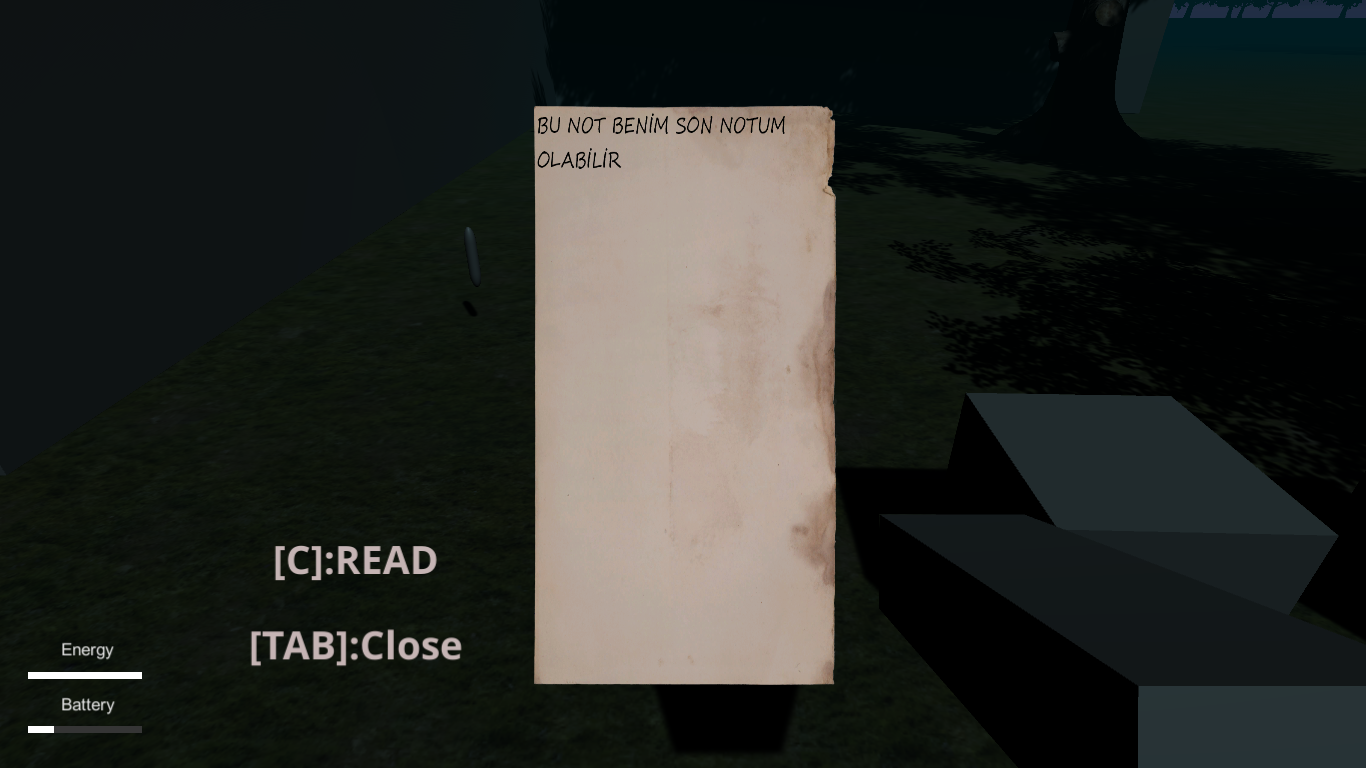 BU NOT BENİM SON NOTUM
OLABİLİR
[C]:READ
[TAB]:Close
Energy
Battery